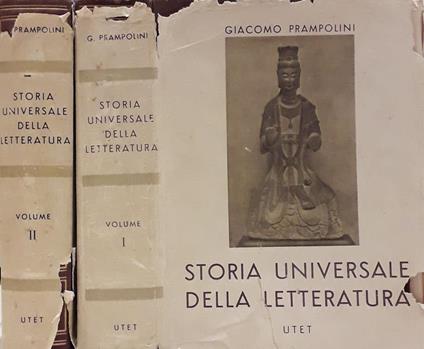 PRAMPOLINI
STORIA
UNIVERSALE
DELLA
LETTERATURA
VOLUME
II
UTET
G. PRAMPOLINI
STORIA
UNIVERSALE
DELLA
LETTERATURA
VOLUME
I
UTET
GIACOMO PRAMPOLINI
STORIA UNIVERSALE
DELLA LETTERATURA
UTET